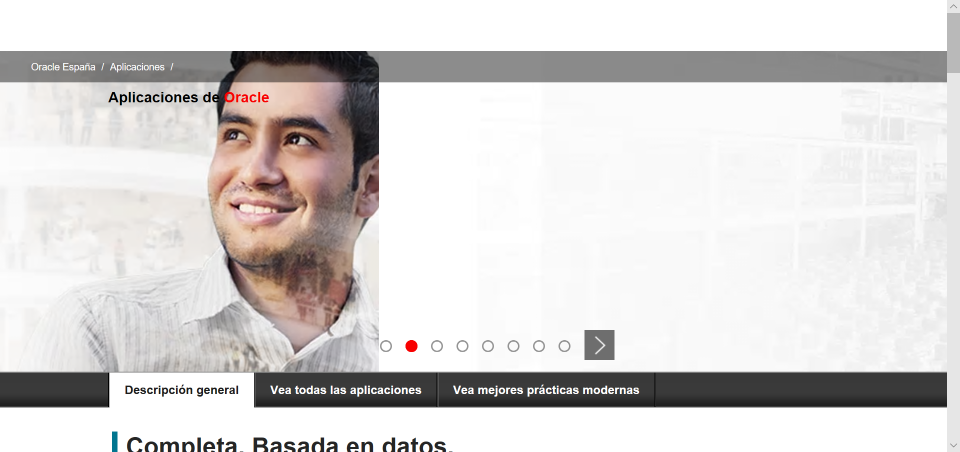 Oracle España / Aplicaciones /
Aplicaciones de Oracle
Descripción general
Vea todas las aplicaciones
Vea mejores prácticas modernas
Completa. Basada en datos.